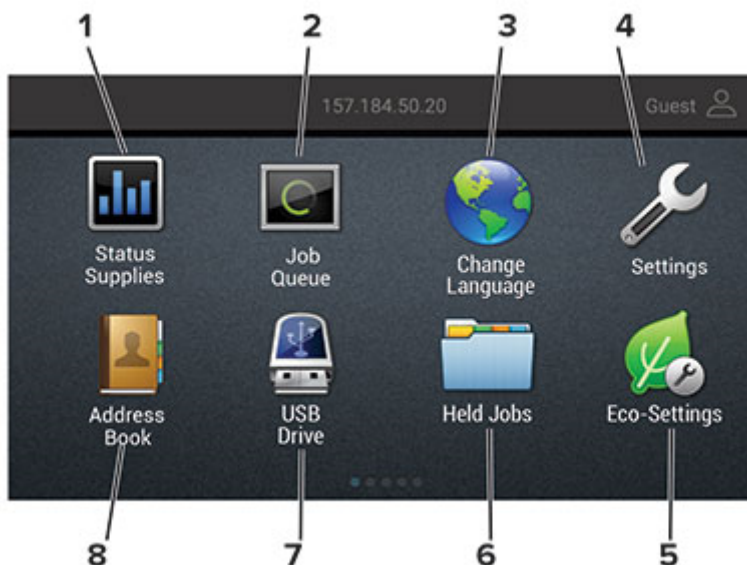 1 2 3 4
157.184.50.20 Guest
Status
Supplies
Job
Queue
Change
Language
Settings
Address
Book
USB
Drive
Held Jobs
Eco-Settings
8 7 6 5